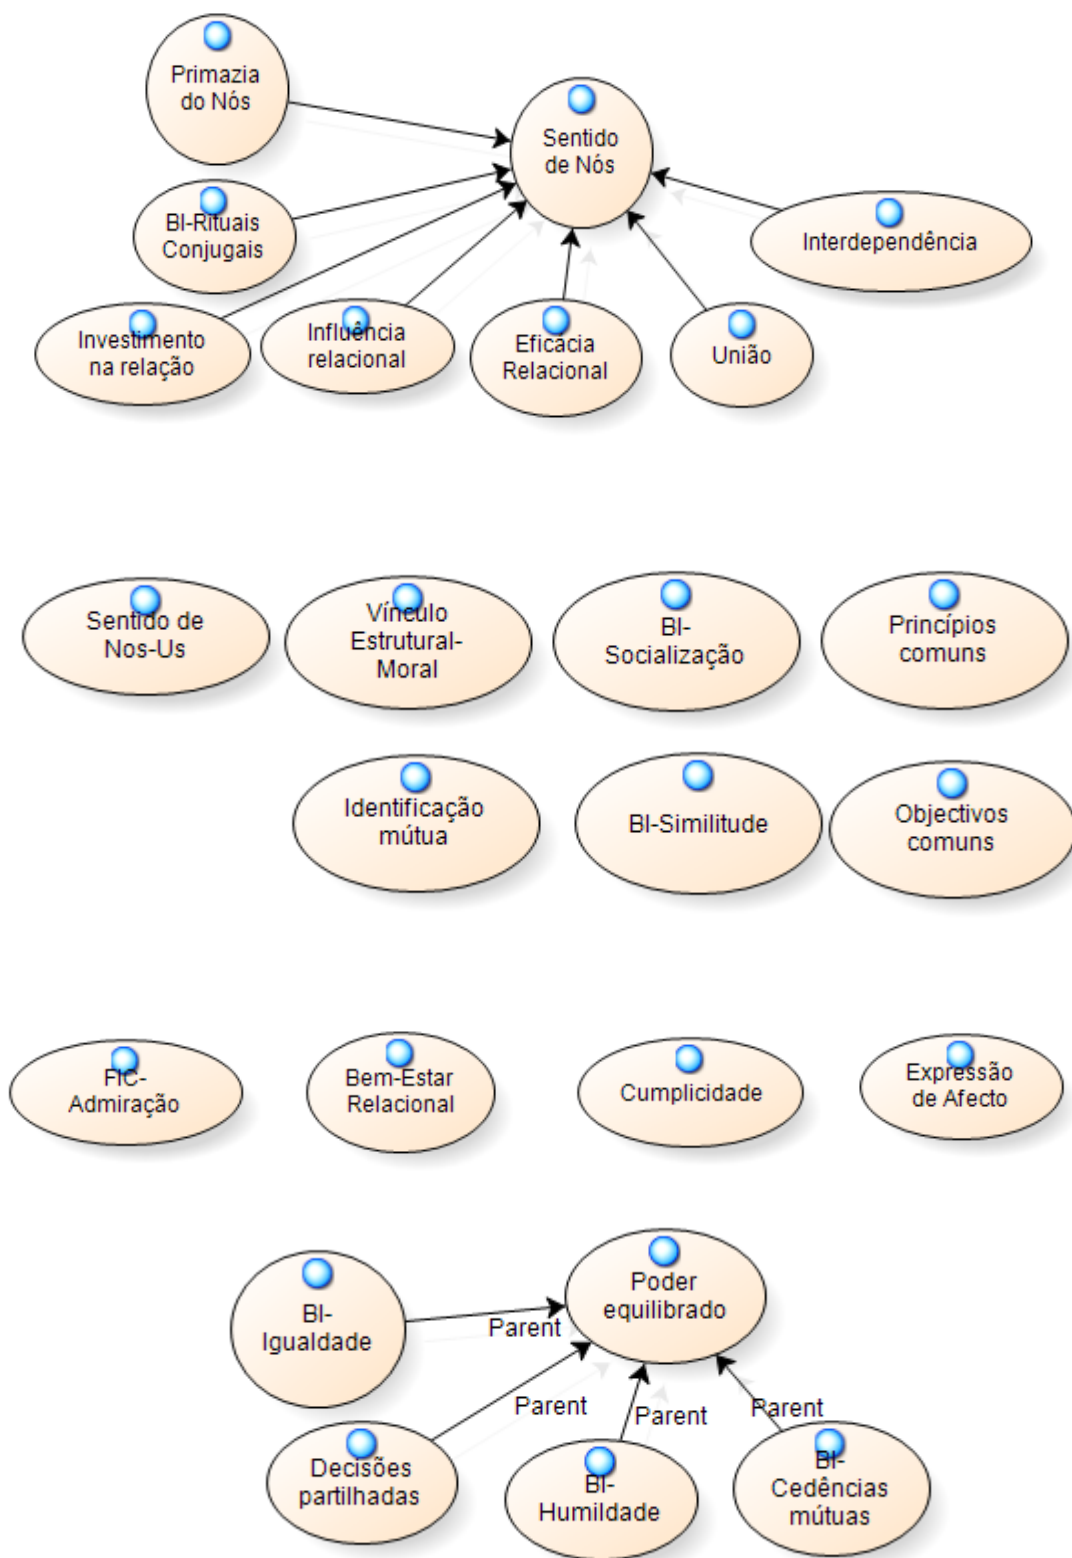 Primazia
do Nós
Sentido
de Nós
BI-Rituais
Conjugais
Interdependência
Investimento
na relação
Influência
relacional
Eficácia
Relacional
União
Sentido de
Nos-Us
Vínculo
Estrutural-
Moral
BI-
Socialização
Princípios
comuns
Identificação
mútua
BI-Similitude
Objectivos
comuns
FIC-
Admiração
Bem-Estar
Relacional
Cumplicidade
Expressão
de Afecto
BI-
Igualdade
Poder
equilibrado
Parent
Parent
Parent
Parent
Decisões
partilhadas
BI-
Humildade
BI-
Cedências
mútuas